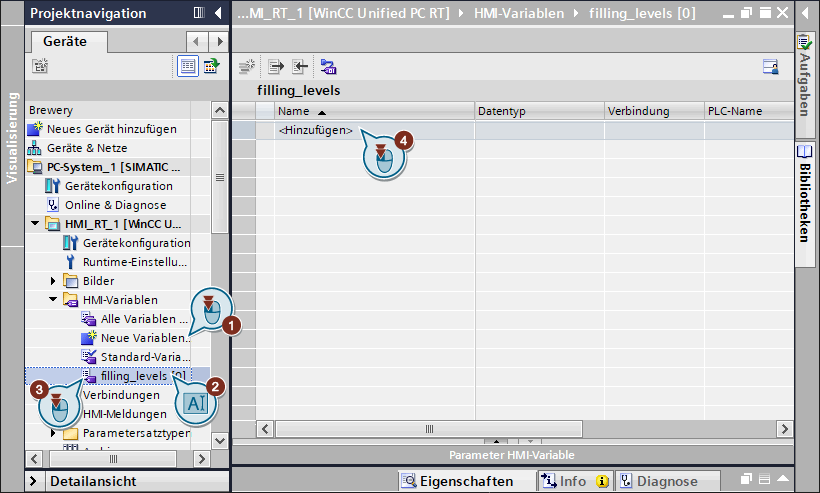 Projektnavigation
...MI_RT_1 [WinCC Unified PC RT] HMI-Variablen filling_levels [0]
Geräte
Visualisierung
Brewery
Neues Gerät hinzufügen
Geräte & Netze
PC-System_1 [SIMATIC ...
Gerätekonfiguration
Online & Diagnose
HMI_RT_1 [WinCC U...
Gerätekonfiguration
Runtime-Einstellu...
Bilder
HMI-Variablen
Alle Variablen ...
Neue Variablen...
Standard-Varia...
filling_levels [0]
Verbindungen
HMI-Meldungen
Parametersatztypen
Detailansicht
1
2
3
filling_levels
Name Datentyp Verbindung PLC-Name
<Hinzufügen>
4
Parameter HMI-Variable
Eigenschaften Info Diagnose
Aufgaben
Bibliotheken